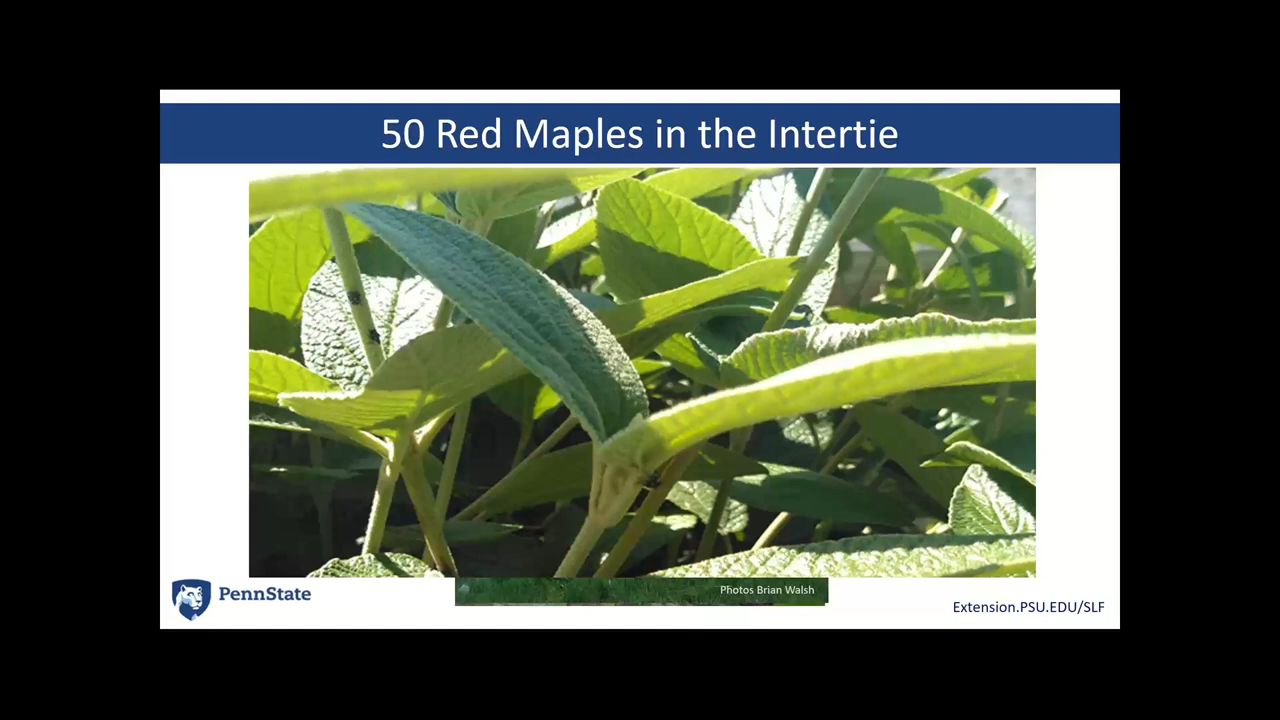 50 Red Maples in the Intertie
Photos Brian Walsh
PennState
Extension.PSU.EDU/SLF